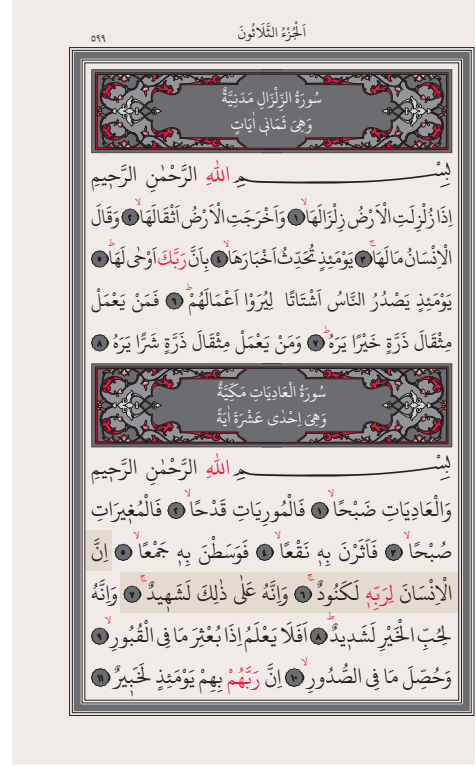 اَلْجُزْءُ الثَّلَاثُونَ
٥٩٩
سُورَةُ الزِّلْزَالِ مَدَنِيَّةٌ
وَهِىَ ثَمَانِى اٰيَاتٍ
بِسْــــــمِ اللّٰهِ الرَّحْمٰنِ الرَّحِيمِ
اِذَا زُلْزِلَتِ الْاَرْضُ زِلْزَالَهَاۙ ١ وَاَخْرَجَتِ الْاَرْضُ اَثْقَالَهَاۙ ٢ وَقَالَ
الْاِنْسَانُ مَالَهَاۚ ٣ يَوْمَئِذٍ تُحَدِّثُ اَخْبَارَهَاۙ ٤ بِاَنَّ رَبَّكَ اَوْحٰى لَهَاۜ ٥
يَوْمَئِذٍ يَصْدُرُ النَّاسُ اَشْتَاتًا لِيُرَوْا اَعْمَالَهُمْۜ ٦ فَمَنْ يَعْمَلْ
مِثْقَالَ ذَرَّةٍ خَيْرًا يَرَهُۜ ٧ وَمَنْ يَعْمَلْ مِثْقَالَ ذَرَّةٍ شَرًّا يَرَهُ ٨
سُورَةُ الْعَادِيَاتِ مَكِّيَّةٌ
وَهِىَ اِحْدٰى عَشْرَةَ اٰيَةً
بِسْــــــمِ اللّٰهِ الرَّحْمٰنِ الرَّحِيمِ
وَالْعَادِيَاتِ ضَبْحًاۙ ١ فَالْمُورِيَاتِ قَدْحًاۙ ٢ فَالْمُغِيرَاتِ
صُبْحًاۙ ٣ فَاَثَرْنَ بِهِ نَقْعًاۙ ٤ فَوَسَطْنَ بِهِ جَمْعًاۙ ٥ اِنَّ
الْاِنْسَانَ لِرَبِّهِ لَكَنُودٌۚ ٦ وَاِنَّهُ عَلٰى ذٰلِكَ لَشَهِيدٌۚ ٧ وَاِنَّهُ
لِحُبِّ الْخَيْرِ لَشَدِيدٌۜ ٨ اَفَلَا يَعْلَمُ اِذَا بُعْثِرَ مَا فِى الْقُبُورِۙ ٩
وَحُصِّلَ مَا فِى الصُّدُورِۙ ١٠ اِنَّ رَبَّهُمْ بِهِمْ يَوْمَئِذٍ لَخَبِيرٌ ١١